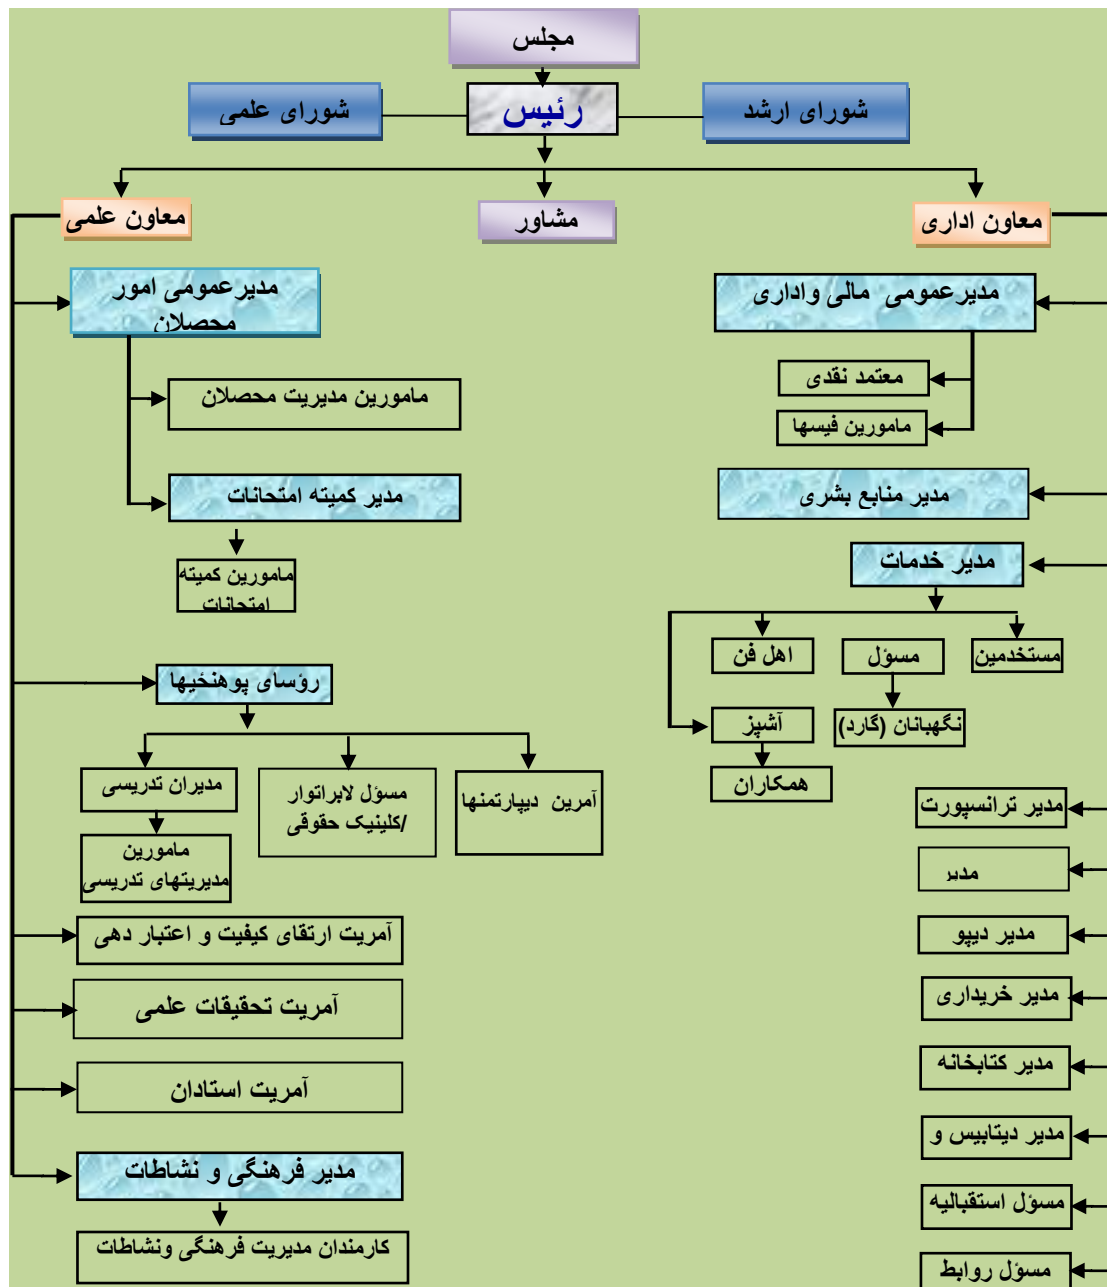 مجلس
شورای ارشد
رئیس
شورای علمی
معاون اداری
مشاور
معاون علمی
مدیرعمومی مالی واداری
معتمد نقدی
مامورین فیسها
مدیر منابع بشری
مدیر خدمات
مستخدمین
مسؤل
اهل فن
نگهبانان (گارد)
آشپز
همکاران
مدیر ترانسپورت
مدیر
مدیر دیپو
مدیر خریداری
مدیر کتابخانه
مدیر دیتابیس و
مسؤل استقبالیه
مسؤل روابط
مدیرعمومی امور
محصلان
مامورین مدیریت محصلان
مدیر کمیته امتحانات
مامورین کمیته
امتحانات
رؤسای پوهنځیها
آمرین دیپارتمنها
مسؤل لابراتوار
/کلینیک حقوقی
مدیران تدریسی
مامورین
مدیریتهای تدریسی
آمریت ارتقای کیفیت و اعتبار دهی
آمریت تحقیقات علمی
آمریت استادان
مدیر فرهنگی و نشاطات
کارمندان مدیریت فرهنگی ونشاطات